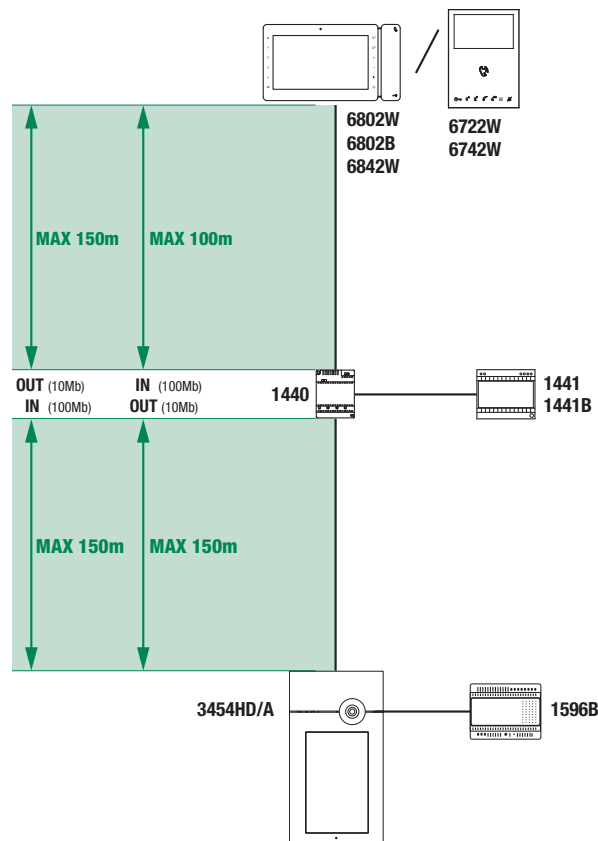 6802W
6802B
6842W
6722W
6742W
MAX 150m
MAX 100m
OUT (10Mb)
IN (100Mb)
IN (100Mb)
OUT (10Mb)
1440
1441
1441B
MAX 150m
MAX 150m
3454HD/A
1596B